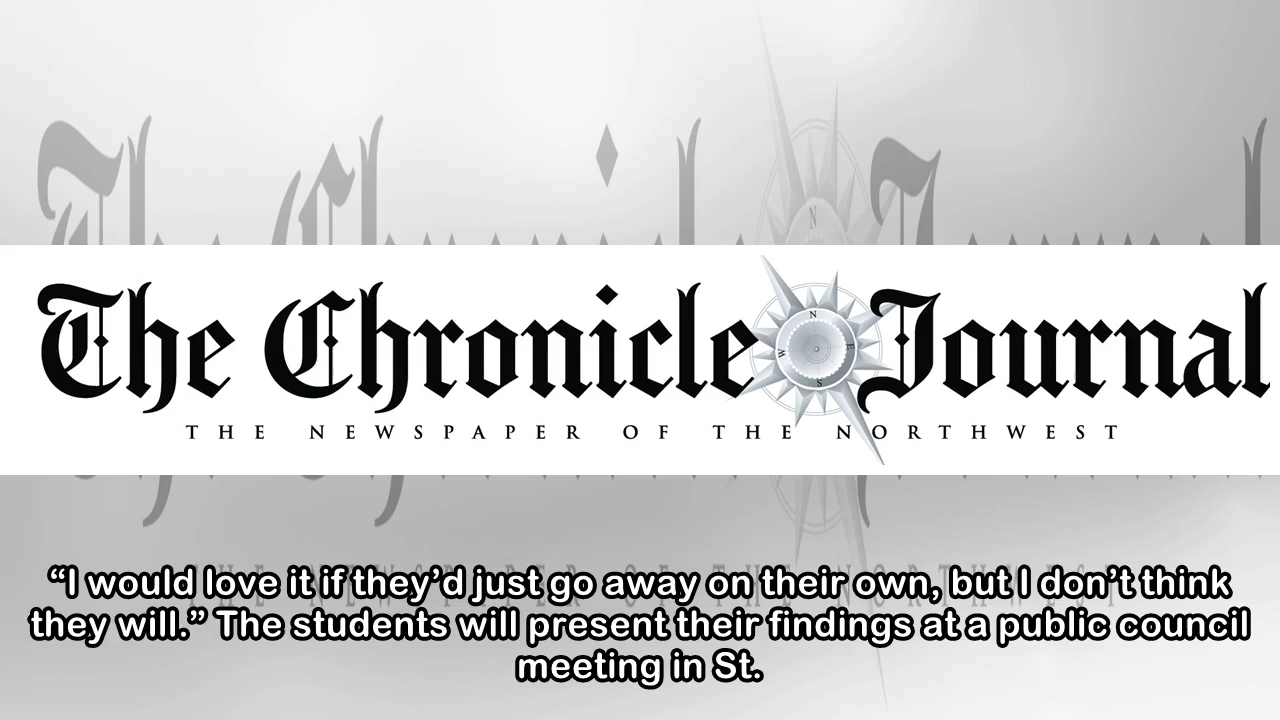 The Chronicle Journal
THE NEWSPAPER OF THE NORTHWEST
“I would love it if they’d just go away on their own, but I don’t think
they will.” The students will present their findings at a public council
meeting in St.